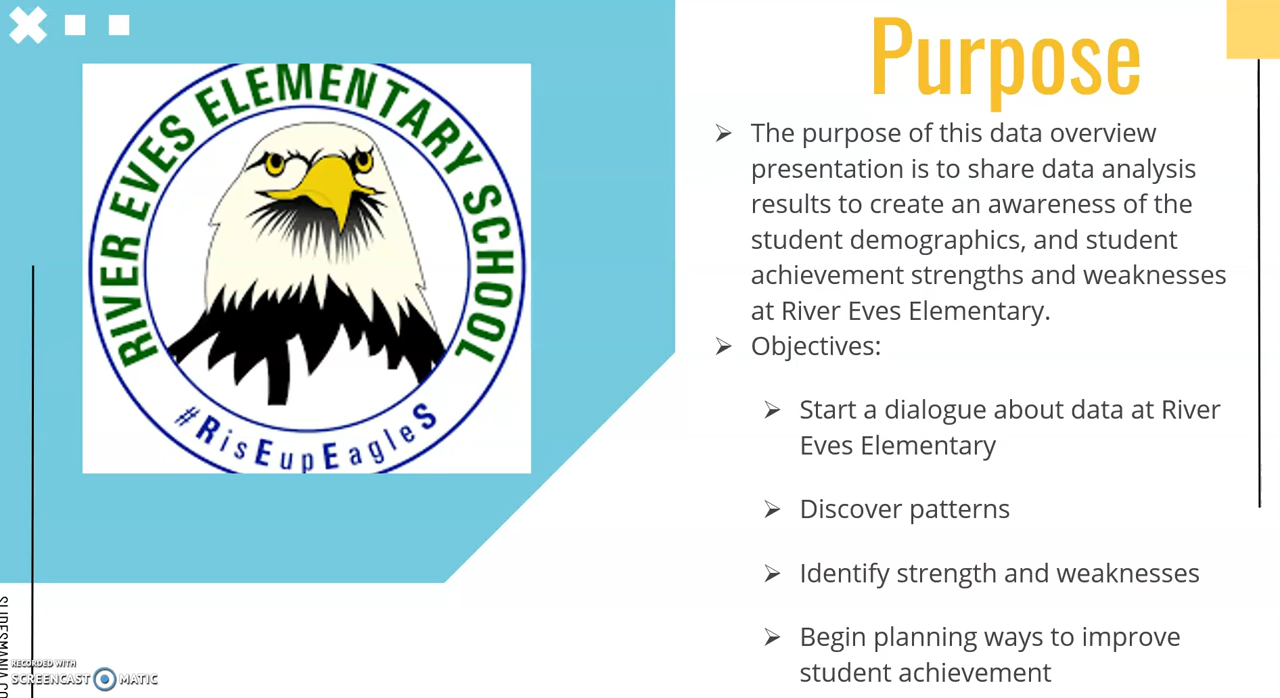 RIVER EVES ELEMENTARY SCHOOL
#RisEupEagleS
Purpose
➢ The purpose of this data overview
presentation is to share data analysis
results to create an awareness of the
student demographics, and student
achievement strengths and weaknesses
at River Eves Elementary.
➢ Objectives:
➢ Start a dialogue about data at River
Eves Elementary
➢ Discover patterns
➢ Identify strength and weaknesses
➢ Begin planning ways to improve
student achievement
RECORDED WITH
SCREENCAST MATIC